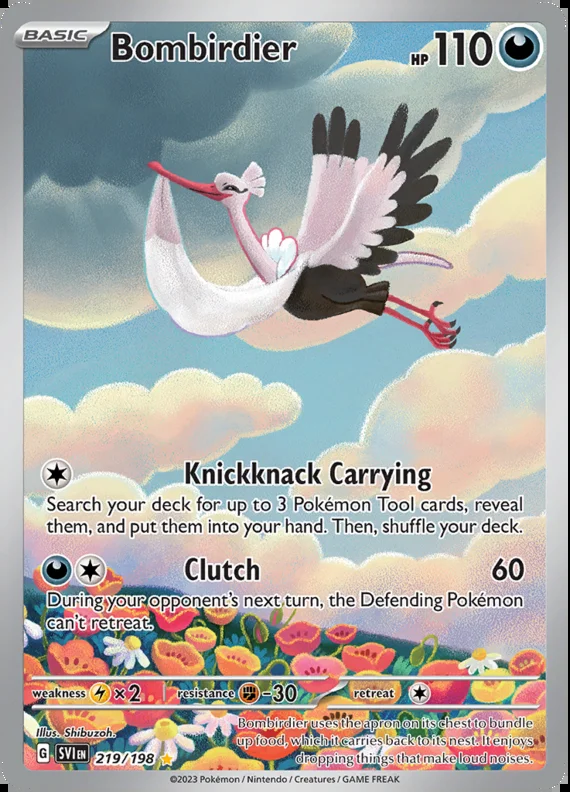 BASIC Bombirdier HP 110
Knickknack Carrying
Search your deck for up to 3 Pokémon Tool cards, reveal
them, and put them into your hand. Then, shuffle your deck.
Clutch 60
During your opponent's next turn, the Defending Pokémon
can't retreat.
weakness ×2 resistance -30 retreat
Illus. Shibuzoh.
Bombirdier uses the apron on its chest to bundle
up food, which it carries back to its nest. It enjoys
dropping things that make loud noises.
G SVI EN 219/198
©2023 Pokémon / Nintendo / Creatures / GAME FREAK